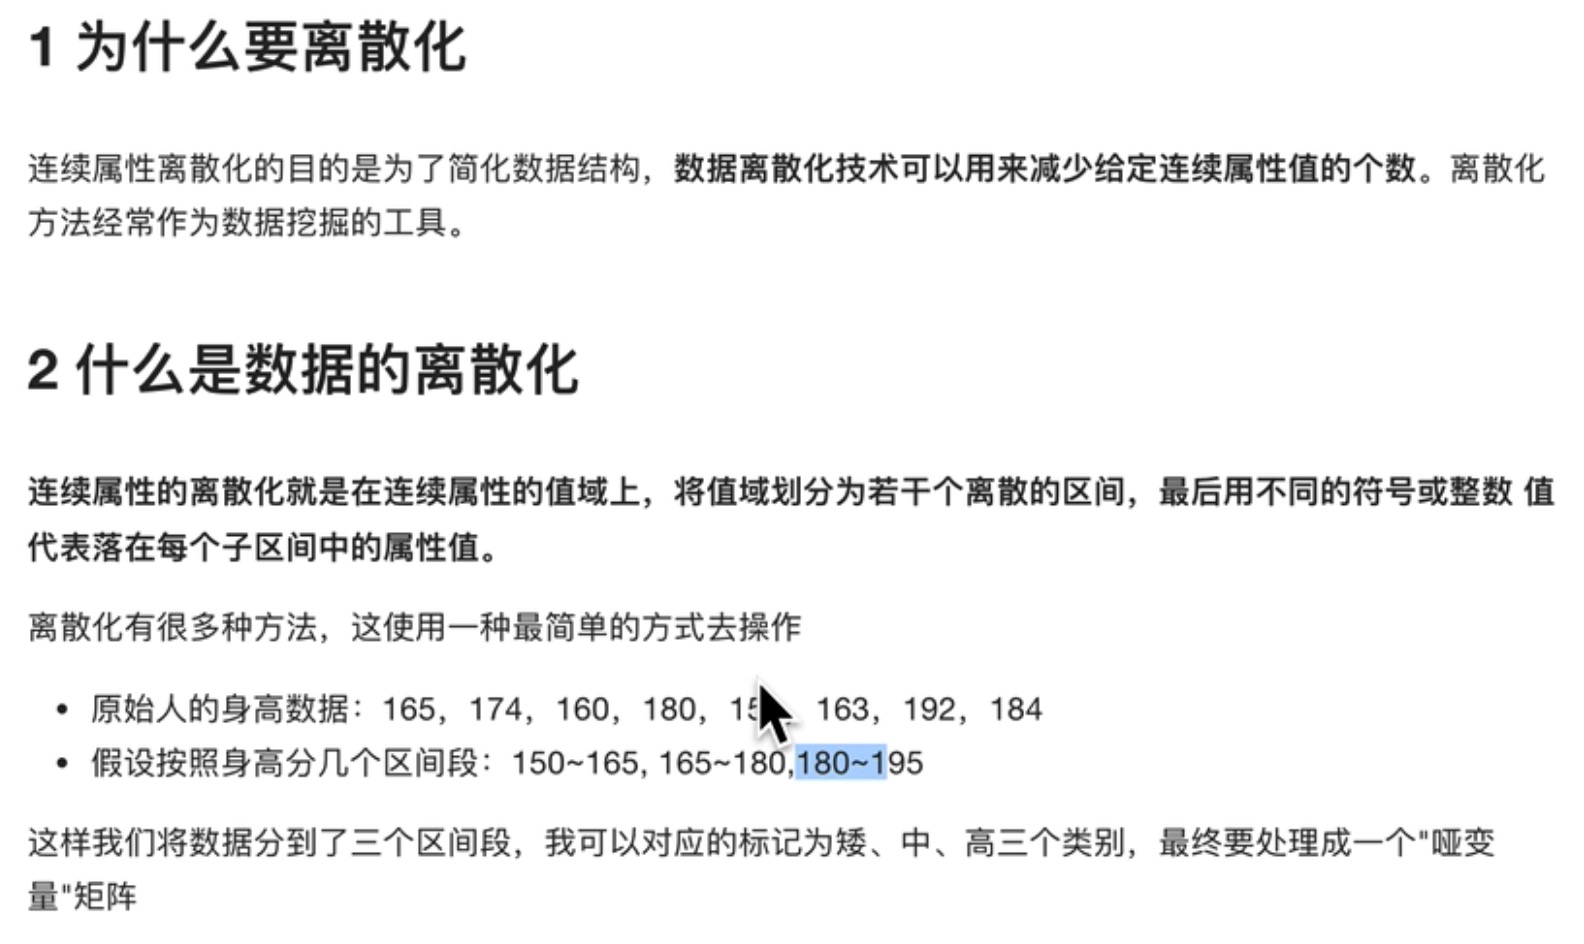 1 为什么要离散化
连续属性离散化的目的是为了简化数据结构，数据离散化技术可以用来减少给定连续属性值的个数。离散化
方法经常作为数据挖掘的工具。
2 什么是数据的离散化
连续属性的离散化就是在连续属性的值域上，将值域划分为若干个离散的区间，最后用不同的符号或整数 值
代表落在每个子区间中的属性值。
离散化有很多种方法，这使用一种最简单的方式去操作
• 原始人的身高数据：165，174，160，180，163，192，184
• 假设按照身高分几个区间段：150~165, 165~180,180~195
这样我们将数据分到了三个区间段，我可以对应的标记为矮、中、高三个类别，最终要处理成一个"哑变
量"矩阵